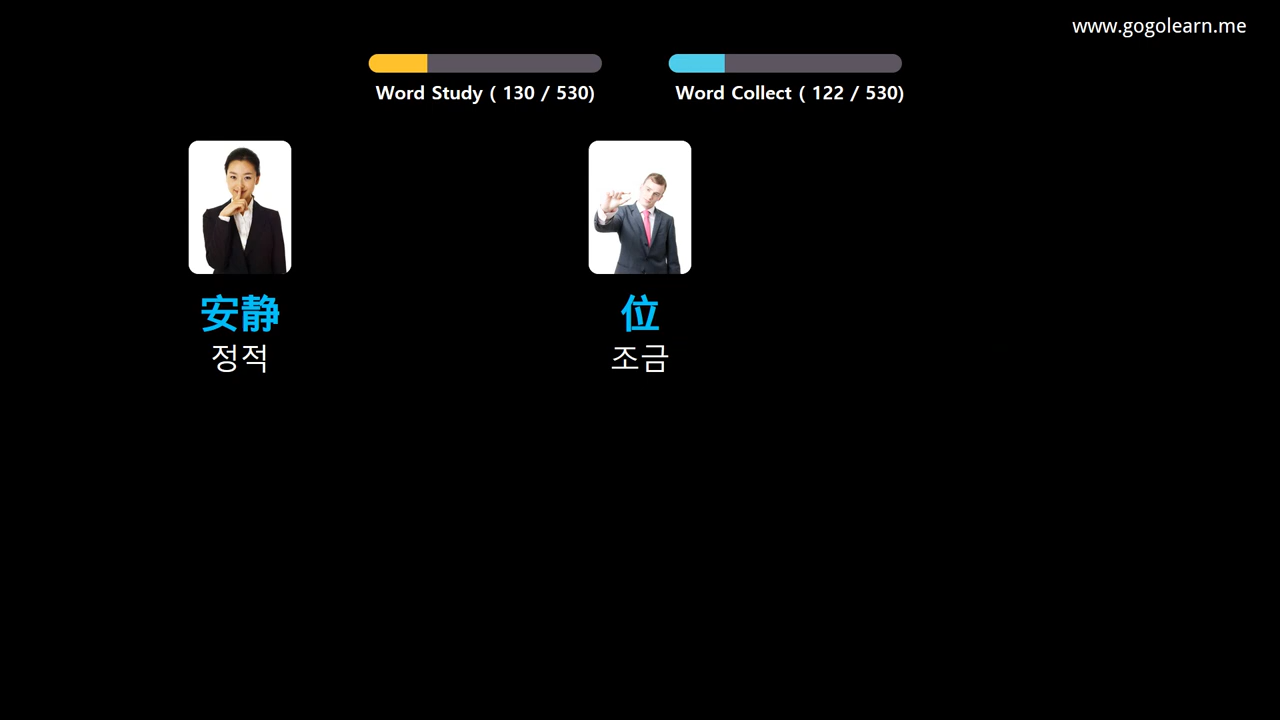 www.gogolearn.me
Word Study ( 130 / 530)
Word Collect ( 122 / 530)
安静
位
정적
조금